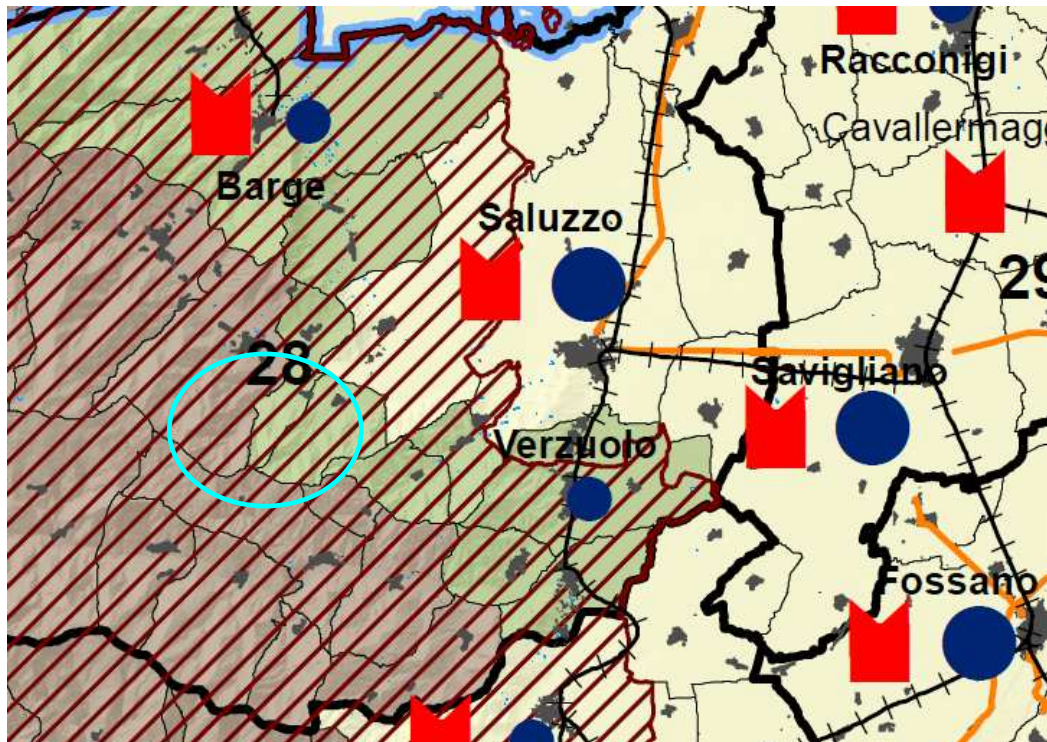 Racconigi
Cavallermagg
Barge
Saluzzo
29
28
Savigliano
Verzuolo
Fossano